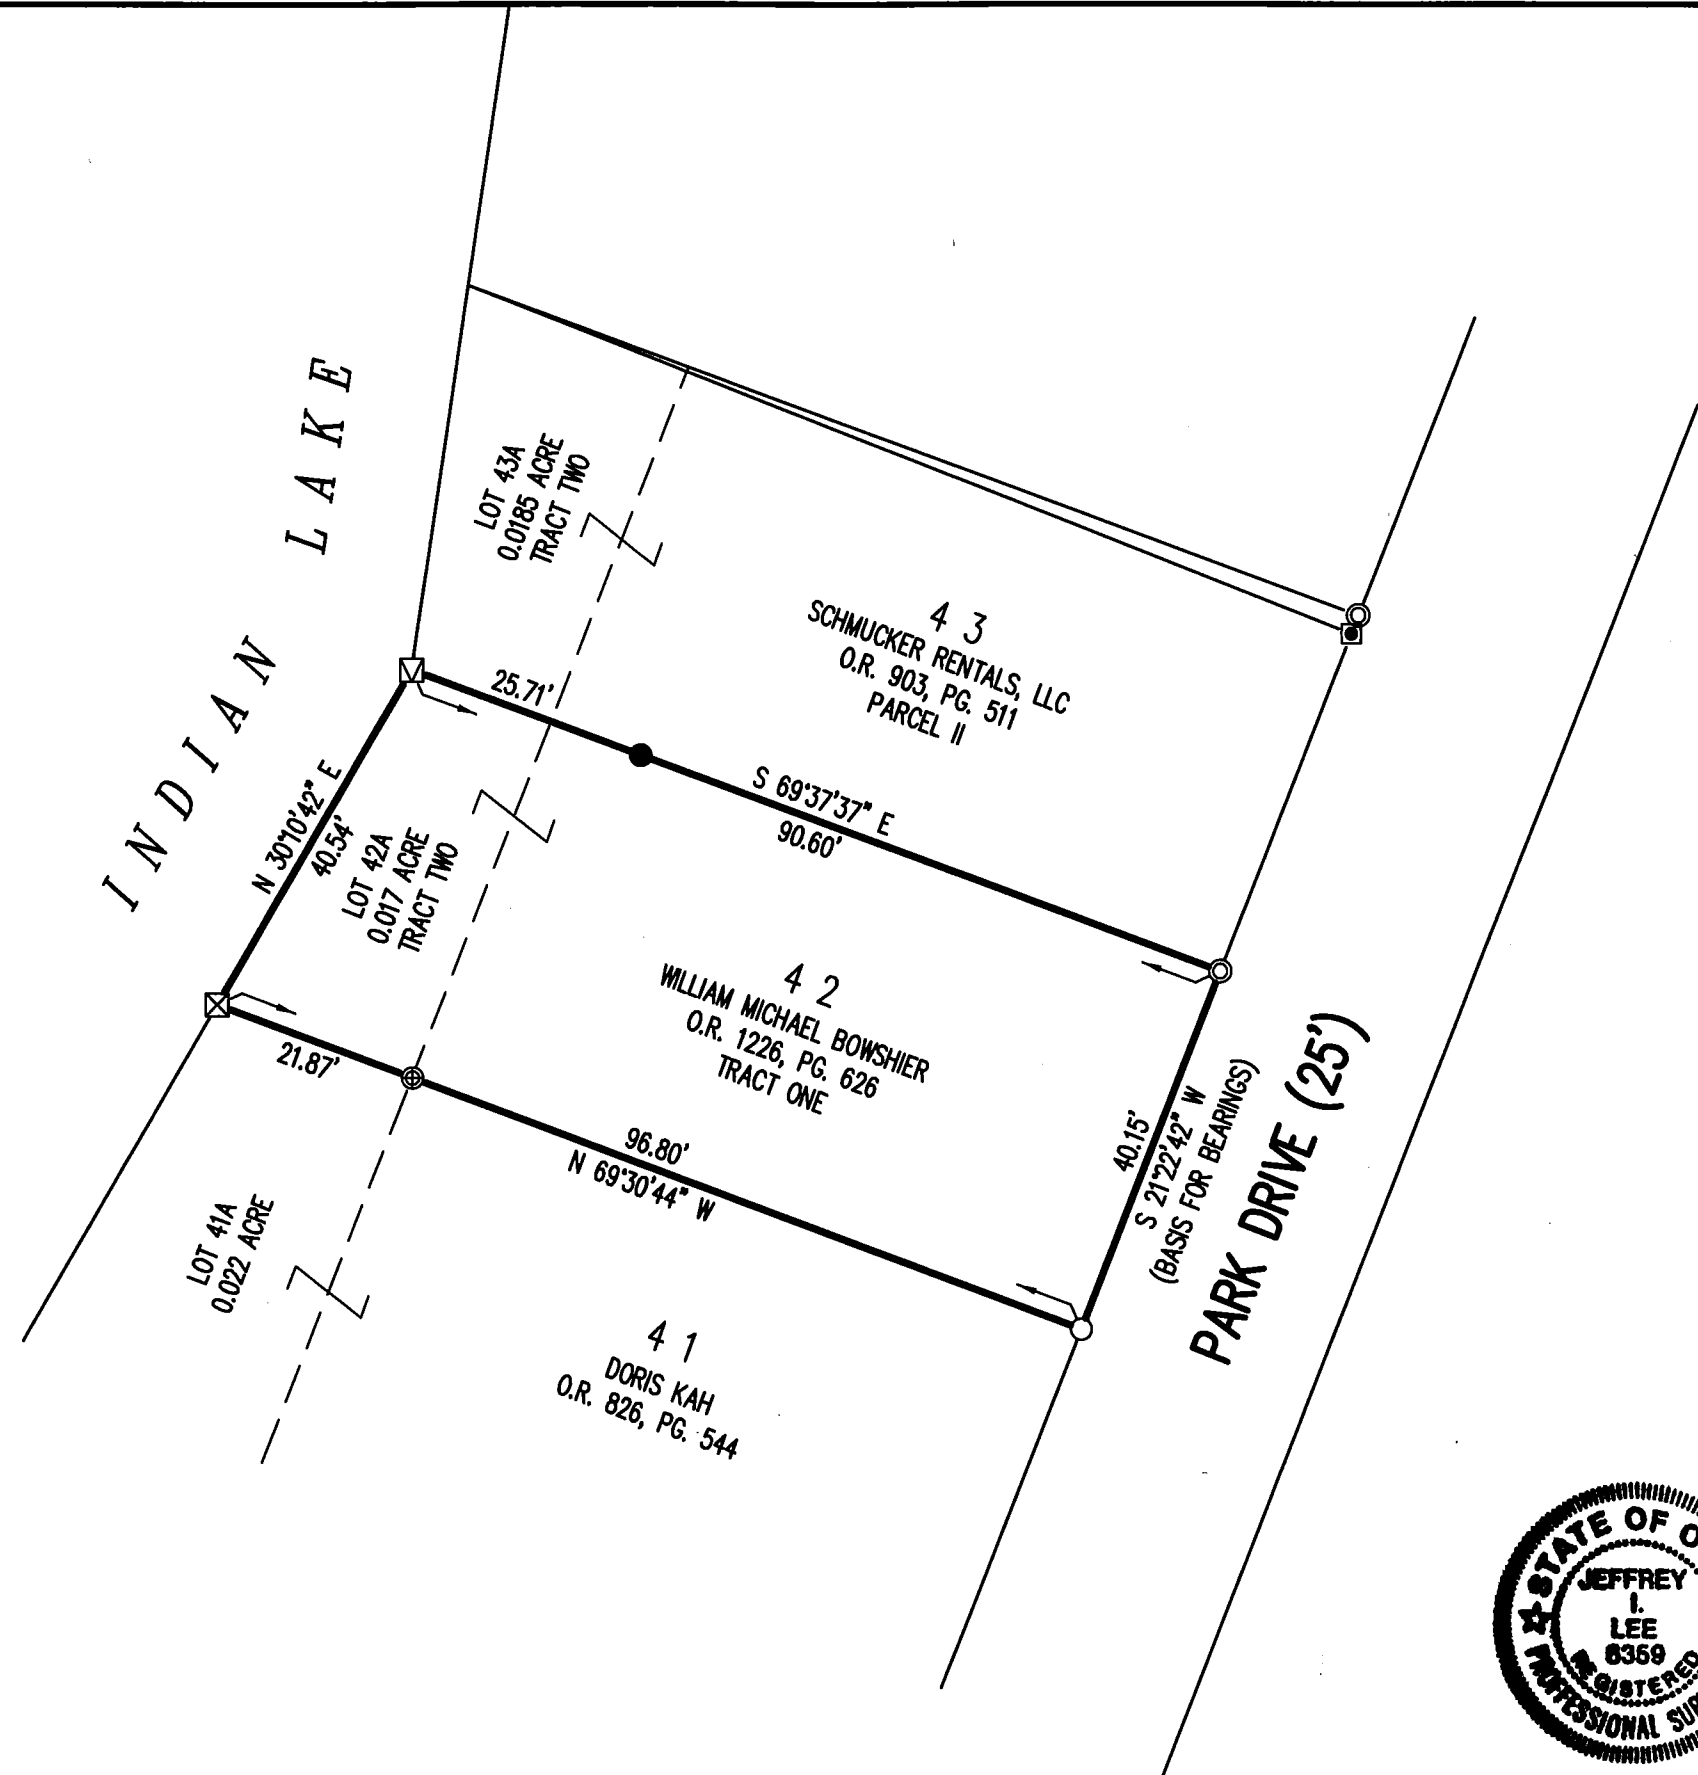 INDIAN LAKE
LOT 43A
0.0185 ACRE
TRACT TWO
4 3
SCHMUCKER RENTALS, LLC
O.R. 903, PG. 511
PARCEL II
25.71'
S 69°37'37" E
90.60'
N 30°10'42" E
40.54'
LOT 42A
0.017 ACRE
TRACT TWO
4 2
WILLIAM MICHAEL BOWSHIER
O.R. 1226, PG. 626
TRACT ONE
21.87'
96.80'
N 69°30'44" W
40.15'
S 21°22'42" W
(BASIS FOR BEARINGS)
PARK DRIVE (25')
LOT 41A
0.022 ACRE
4 1
DORIS KAH
O.R. 826, PG. 544
STATE OF O
JEFFREY
I.
LEE
6359
REGISTERED
PROFESSIONAL SUR